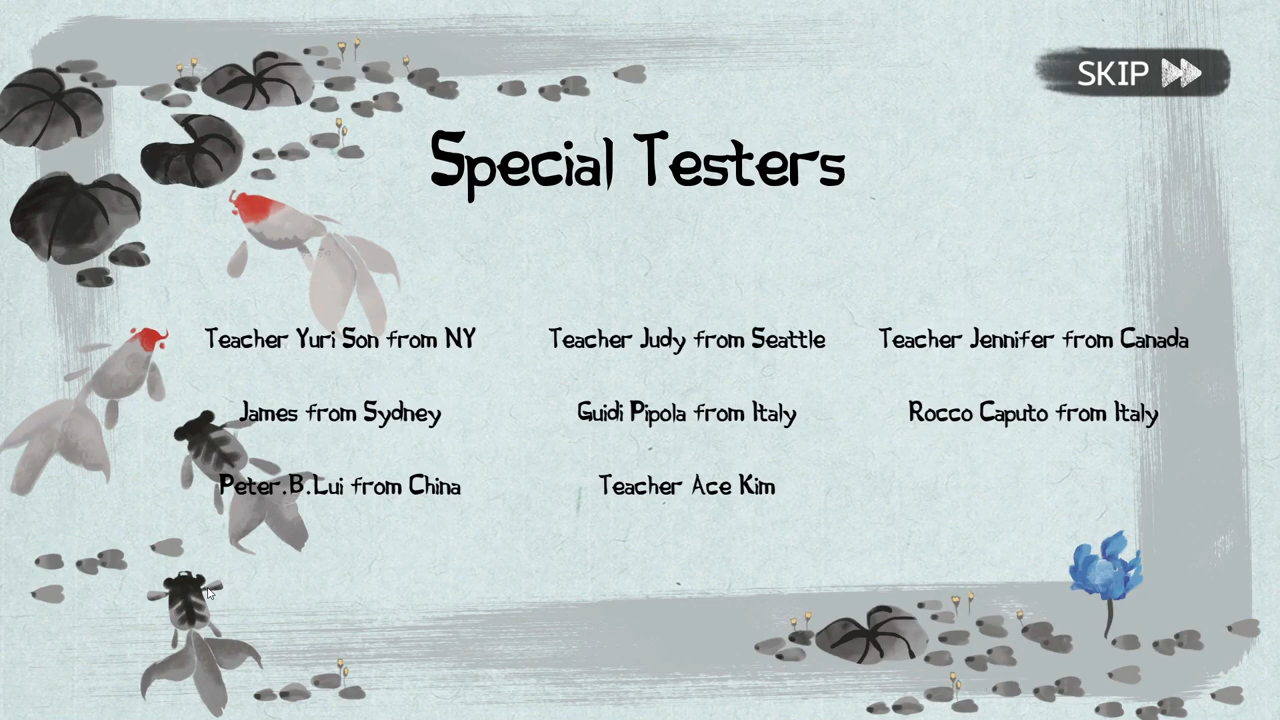 SKIP
Special Testers
Teacher Yuri Son from NY
Teacher Judy from Seattle
Teacher Jennifer from Canada
James from Sydney
Guidi Pipola from Italy
Rocco Caputo from Italy
Peter.B.Lui from China
Teacher Ace Kim